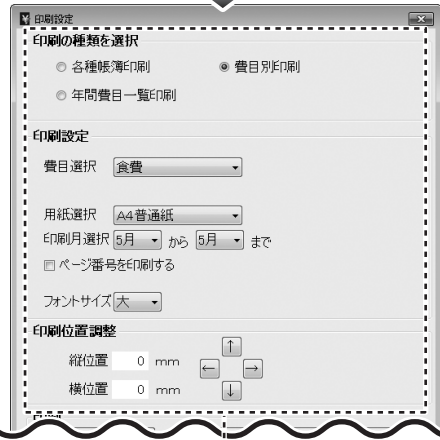 印刷設定
印刷の種類を選択
各種帳簿印刷 費目別印刷
年間費目一覧印刷
印刷設定
費目選択 食費
用紙選択 A4普通紙
印刷月選択 5月 から 5月 まで
ページ番号を印刷する
フォントサイズ 大
印刷位置調整
↑
縦位置 0 mm
← →
横位置 0 mm ↓